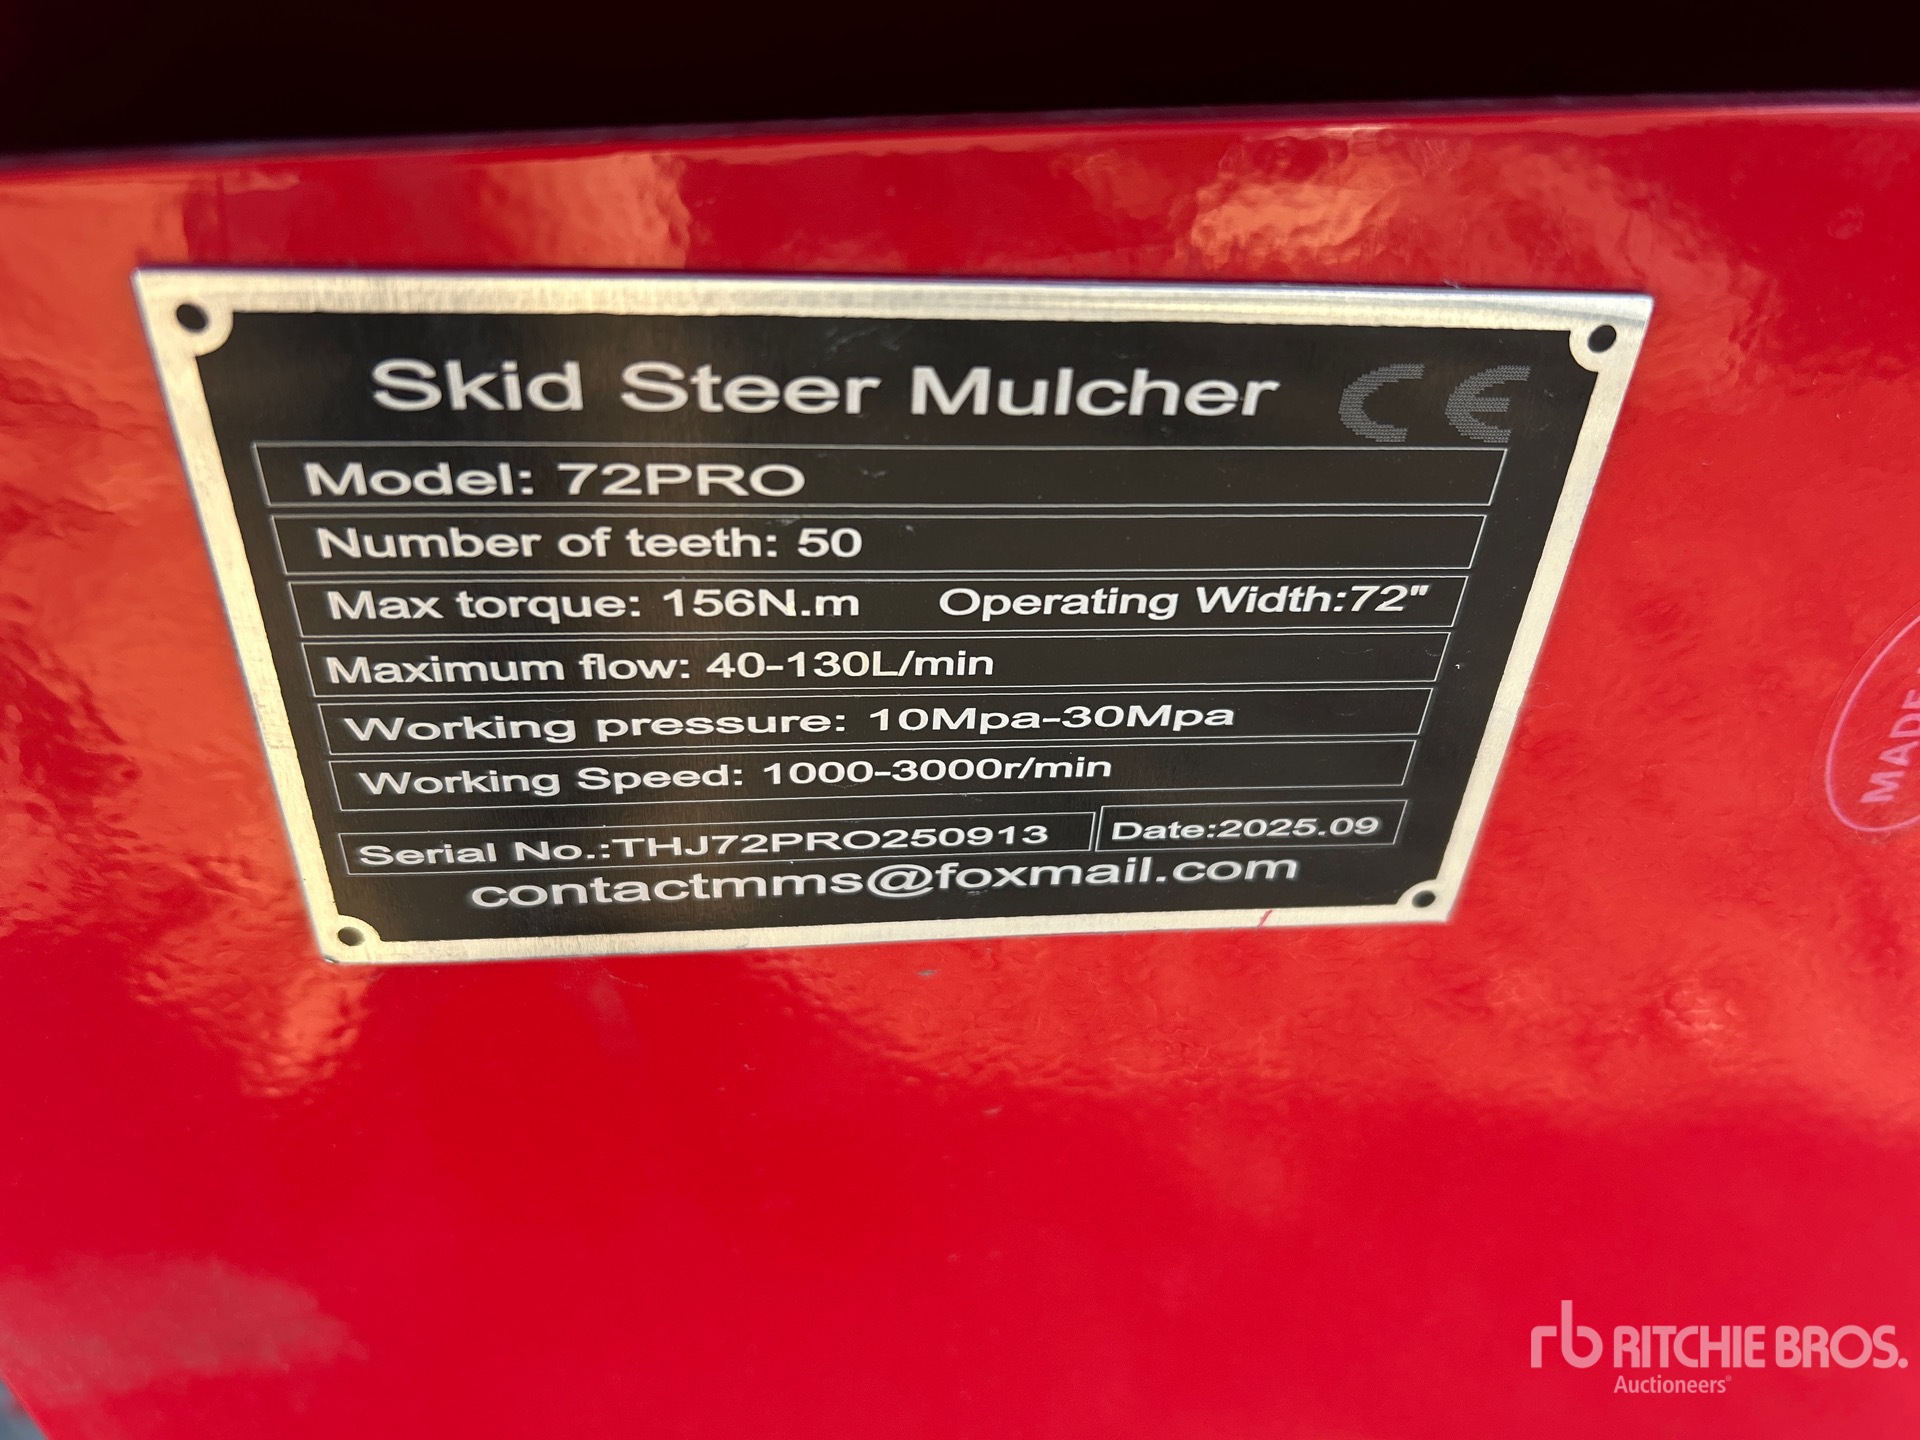 Skid Steer Mulcher CE
Model: 72PRO
Number of teeth: 50
Max torque: 156N.m Operating Width:72"
Maximum flow: 40-130L/min
Working pressure: 10Mpa-30Mpa
Working Speed: 1000-3000r/min
Serial No.:THJ72PRO250913 Date:2025.09
contactmms@foxmail.com
MADE
rb RITCHIE BROS.
Auctioneers